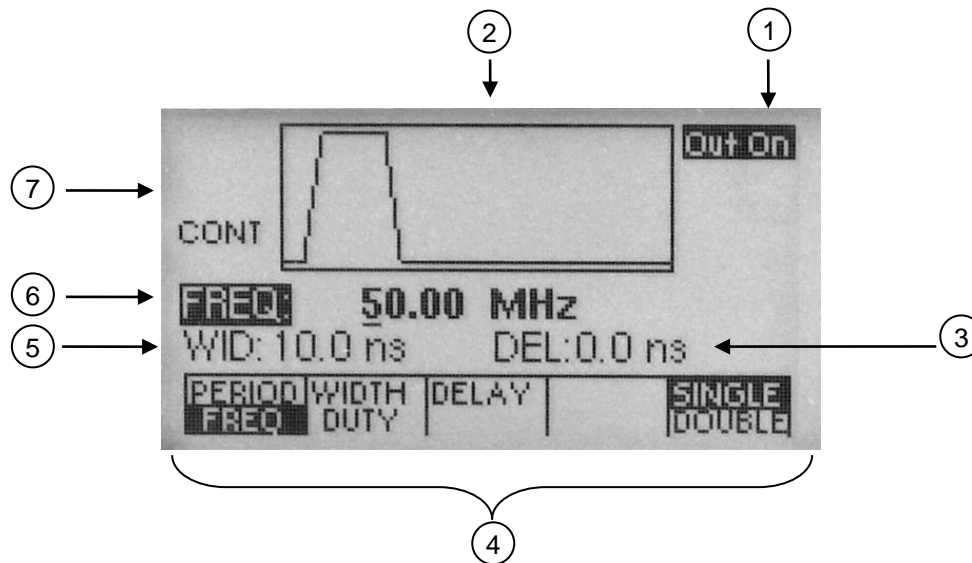 2
1
Out On
7
CONT
6
FREQ: 50.00 MHz
5
WID: 10.0 ns DEL:0.0 ns
3
PERIOD WIDTH DELAY SINGLE
FREQ DUTY DOUBLE
4